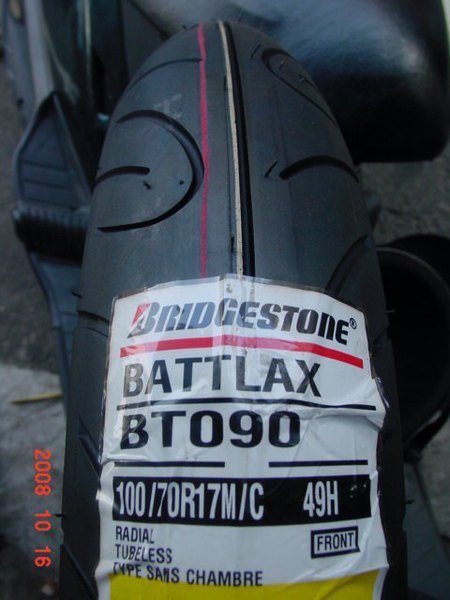 BRIDGESTONE®
BATTLAX
BT090
100/70R17M/C 49H
RADIAL FRONT
TUBELESS
TYPE SANS CHAMBRE
2008 10 16